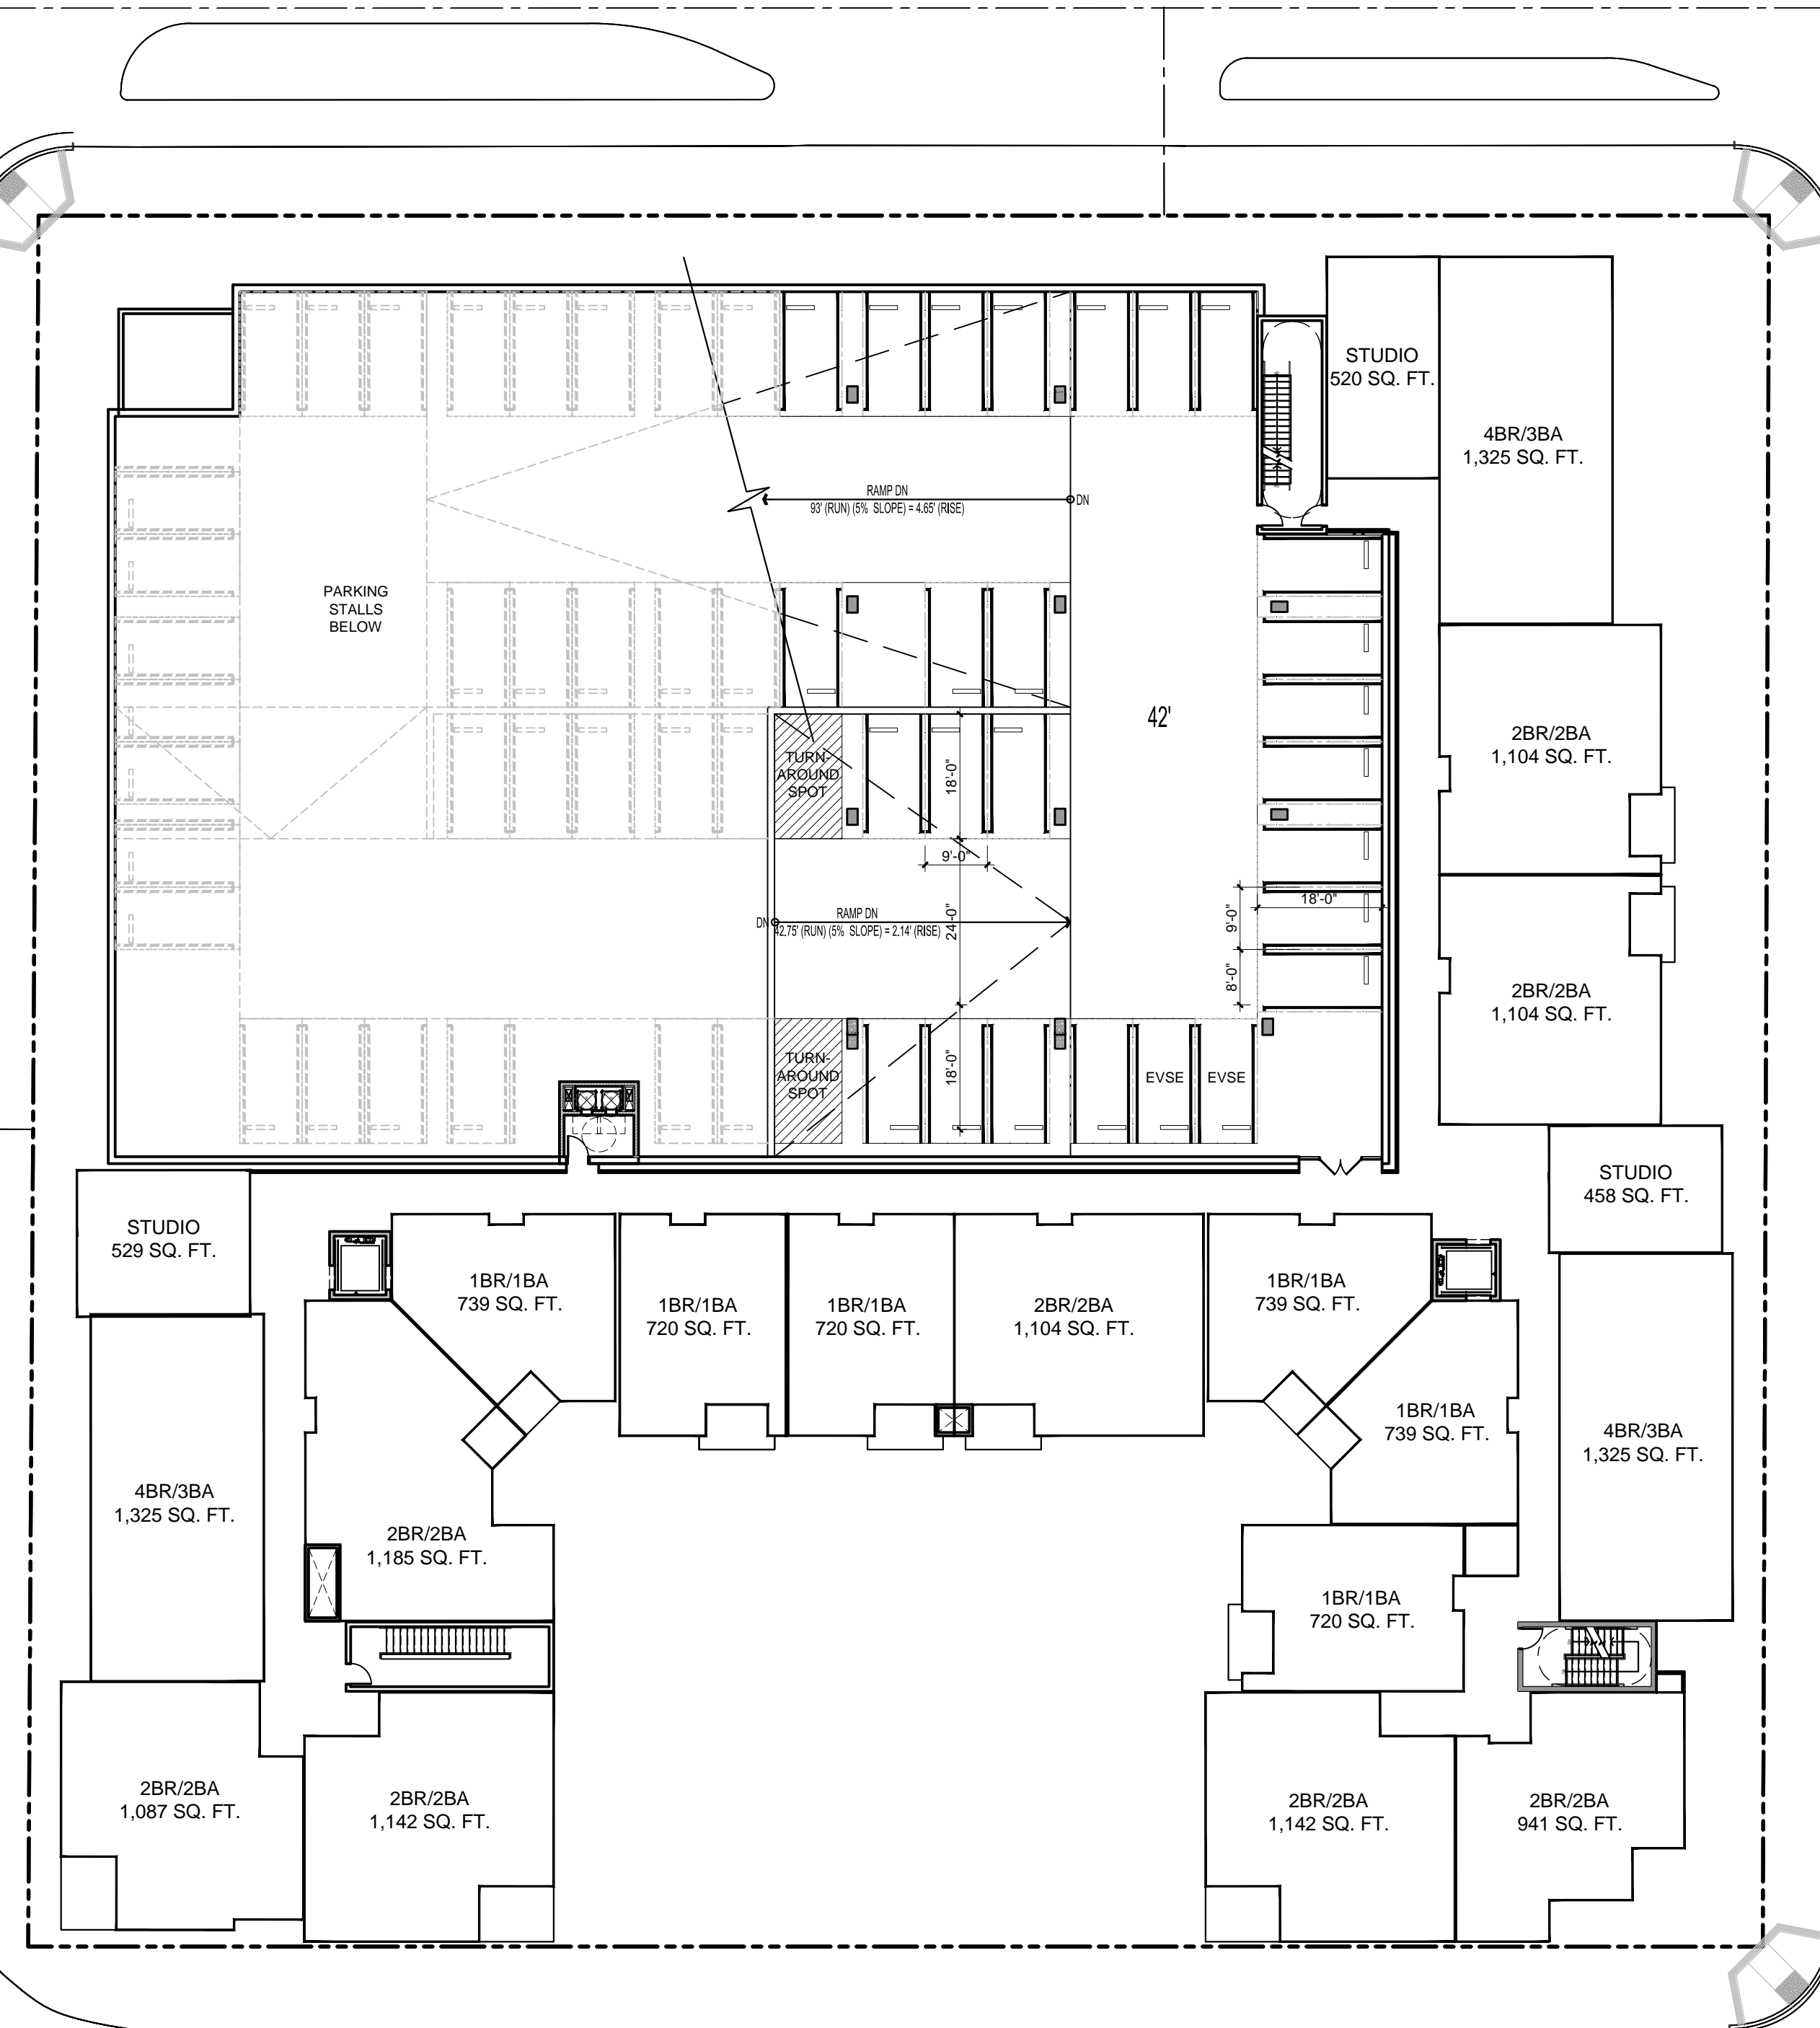 STUDIO
520 SQ. FT.
4BR/3BA
1,325 SQ. FT.
RAMP DN
93' (RUN) (5% SLOPE) = 4.65' (RISE)
DN
PARKING
STALLS
BELOW
42'
2BR/2BA
1,104 SQ. FT.
TURN-
AROUND
SPOT
18'-0"
9'-0"
RAMP DN
DN
42.75' (RUN) (5% SLOPE) = 2.14' (RISE)
24'-0"
18'-0"
9'-0"
8'-0"
2BR/2BA
1,104 SQ. FT.
TURN-
AROUND
SPOT
18'-0"
EVSE
EVSE
STUDIO
458 SQ. FT.
STUDIO
529 SQ. FT.
1BR/1BA
739 SQ. FT.
1BR/1BA
720 SQ. FT.
1BR/1BA
720 SQ. FT.
2BR/2BA
1,104 SQ. FT.
1BR/1BA
739 SQ. FT.
1BR/1BA
739 SQ. FT.
4BR/3BA
1,325 SQ. FT.
4BR/3BA
1,325 SQ. FT.
2BR/2BA
1,185 SQ. FT.
1BR/1BA
720 SQ. FT.
2BR/2BA
1,087 SQ. FT.
2BR/2BA
1,142 SQ. FT.
2BR/2BA
1,142 SQ. FT.
2BR/2BA
941 SQ. FT.